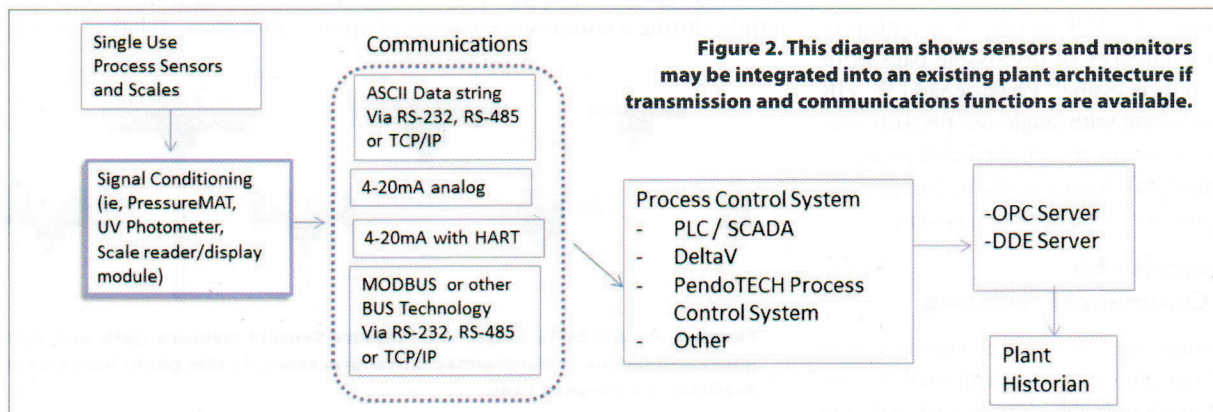 Single Use
Process Sensors
and Scales
Signal Conditioning
(ie, PressureMAT,
UV Photometer,
Scale reader/display
module)
Communications
ASCII Data string
Via RS-232, RS-485
or TCP/IP
4-20mA analog
4-20mA with HART
MODBUS or other
BUS Technology
Via RS-232, RS-485
or TCP/IP
Figure 2. This diagram shows sensors and monitors
may be integrated into an existing plant architecture if
transmission and communications functions are available.
Process Control System
- PLC / SCADA
- DeltaV
- PendoTECH Process
Control System
- Other
-OPC Server
-DDE Server
Plant
Historian